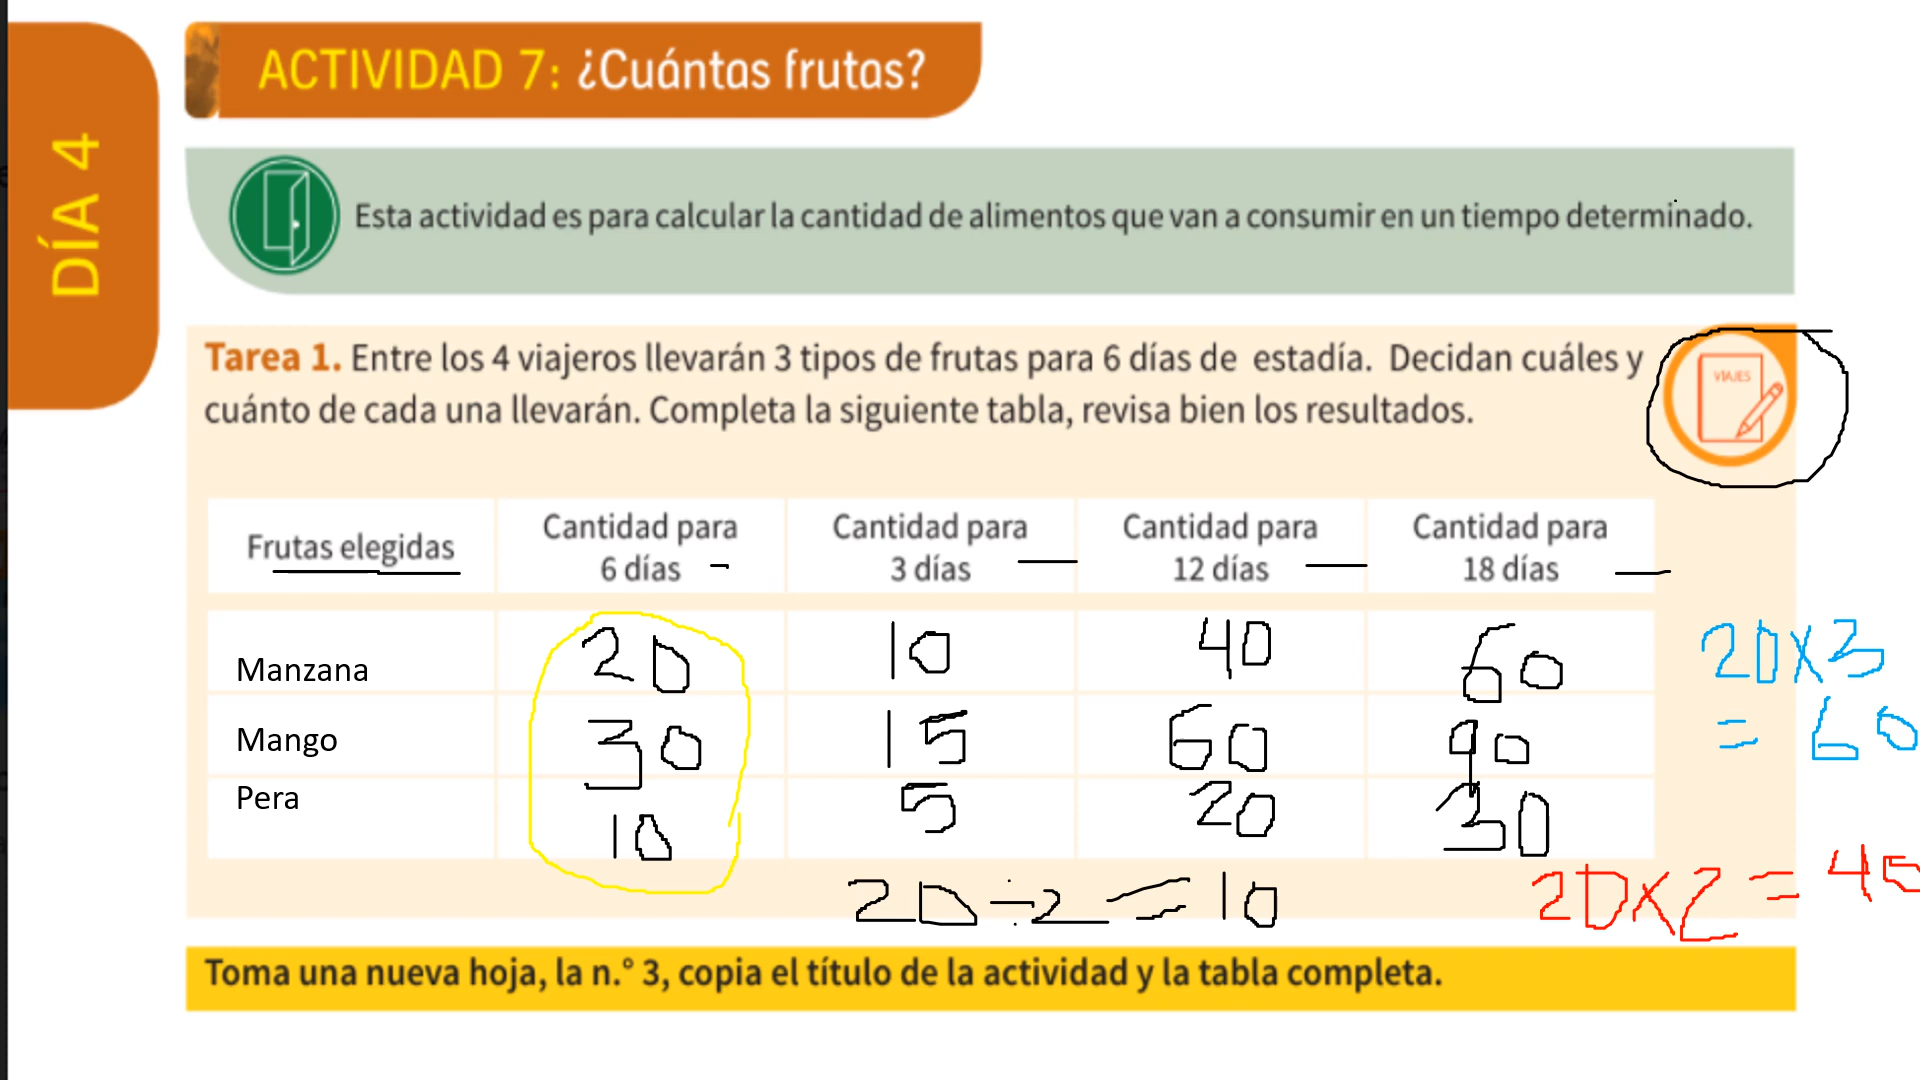 DÍA 4
ACTIVIDAD 7: ¿Cuántas frutas?
Esta actividad es para calcular la cantidad de alimentos que van a consumir en un tiempo determinado.
Tarea 1. Entre los 4 viajeros llevarán 3 tipos de frutas para 6 días de estadía. Decidan cuáles y
cuánto de cada una llevarán. Completa la siguiente tabla, revisa bien los resultados.
VIAJES
Frutas elegidas
Cantidad para
6 días
Cantidad para
3 días
Cantidad para
12 días
Cantidad para
18 días
Manzana 20 10 40 60
Mango 30 15 60 90
Pera 10 5 20 30
20x3
= 60
20÷2=10
20x2=40
Toma una nueva hoja, la n.° 3, copia el título de la actividad y la tabla completa.